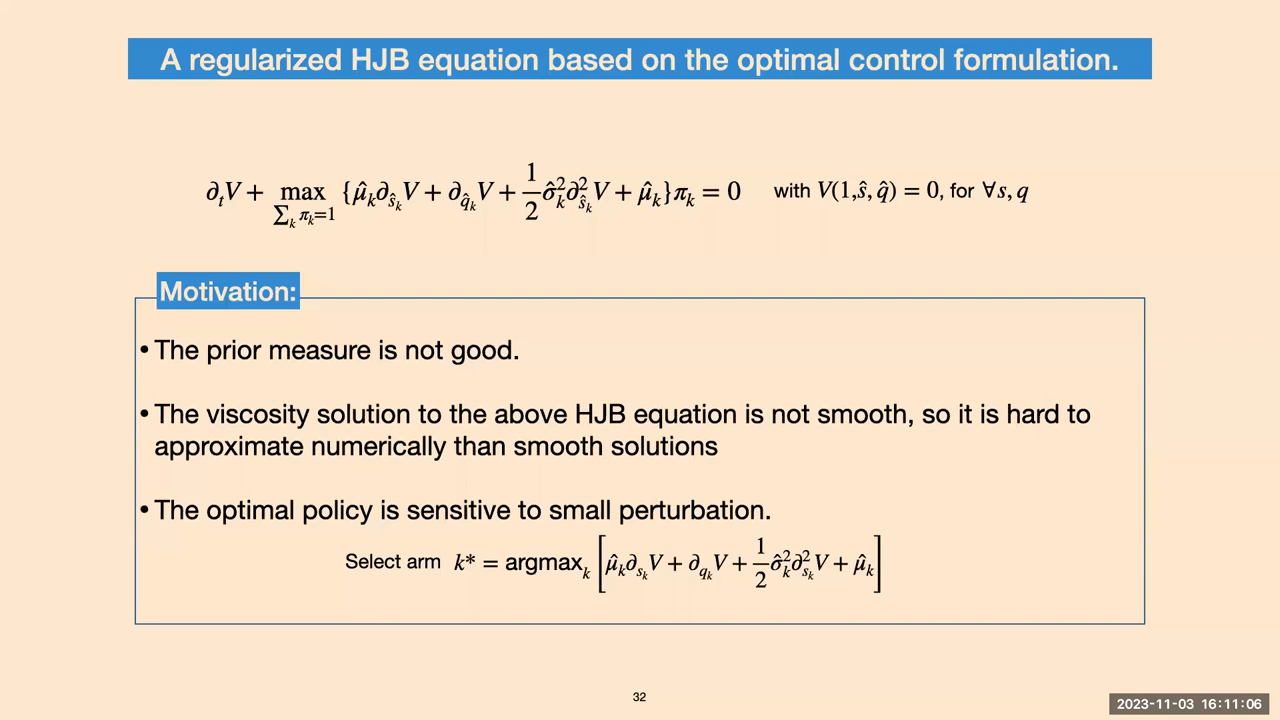 A regularized HJB equation based on the optimal control formulation.
∂_t V + max_{∑_k π_k=1} {μ̂_k ∂_{ŝ_k} V + ∂_{q̂_k} V + 1/2 σ̂_k^2 ∂^2_{ŝ_k} V + μ̂_k}π_k = 0 with V(1,ŝ, q̂) = 0, for ∀s, q
Motivation:
• The prior measure is not good.
• The viscosity solution to the above HJB equation is not smooth, so it is hard to
approximate numerically than smooth solutions
• The optimal policy is sensitive to small perturbation.
Select arm k* = argmax_k [μ̂_k ∂_{s_k} V + ∂_{q_k} V + 1/2 σ̂_k^2 ∂^2_{s_k} V + μ̂_k]
32
2023-11-03 16:11:06